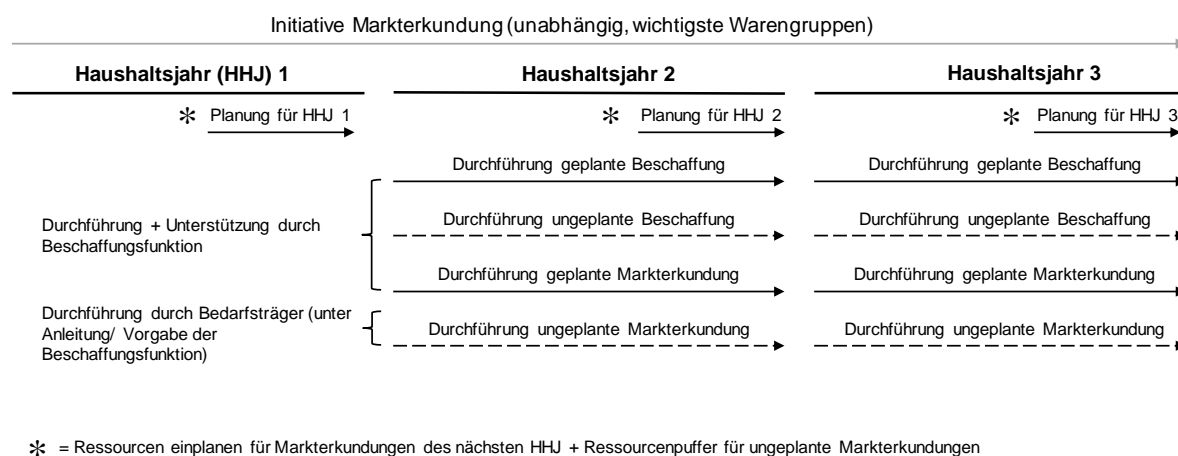 Initiative Markterkundung (unabhängig, wichtigste Warengruppen)
Haushaltsjahr (HHJ) 1
Haushaltsjahr 2
Haushaltsjahr 3
* Planung für HHJ 1
* Planung für HHJ 2
* Planung für HHJ 3
Durchführung geplante Beschaffung
Durchführung geplante Beschaffung
Durchführung + Unterstützung durch
Beschaffungsfunktion
Durchführung ungeplante Beschaffung
Durchführung ungeplante Beschaffung
Durchführung geplante Markterkundung
Durchführung geplante Markterkundung
Durchführung durch Bedarfsträger (unter
Anleitung/ Vorgabe der
Beschaffungsfunktion)
Durchführung ungeplante Markterkundung
Durchführung ungeplante Markterkundung
* = Ressourcen einplanen für Markterkundungen des nächsten HHJ + Ressourcenpuffer für ungeplante Markterkundungen